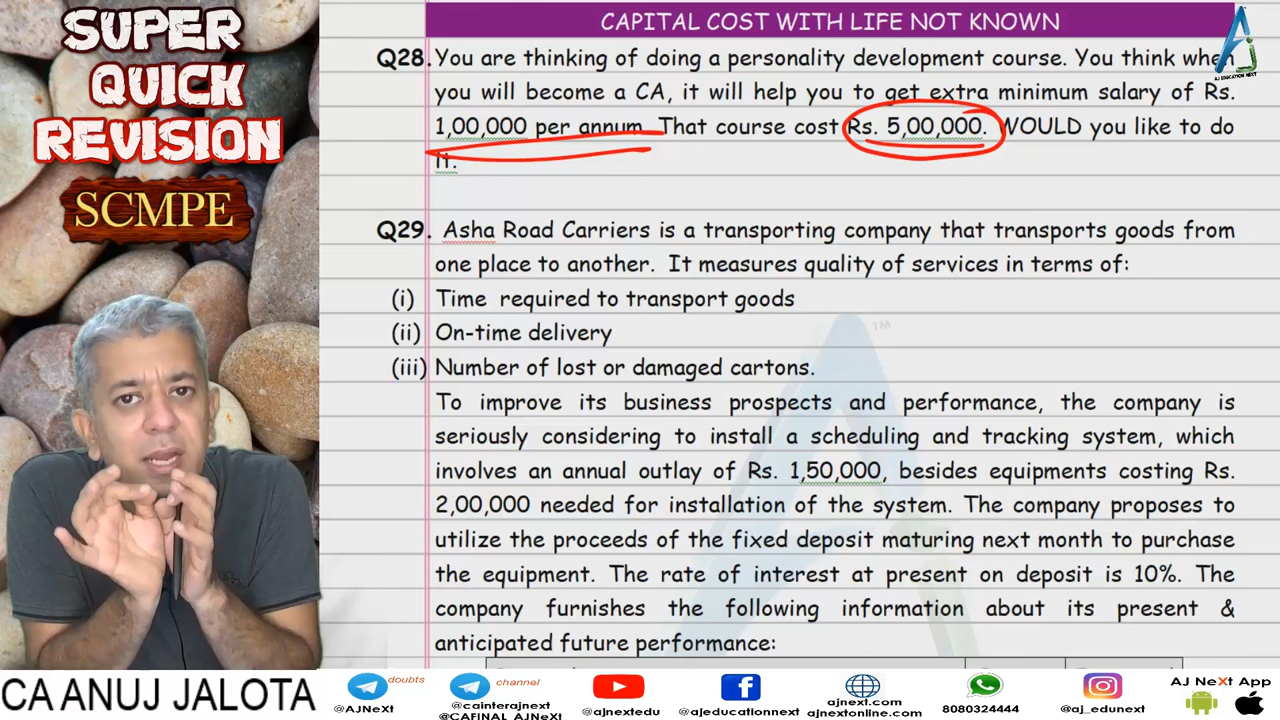 SUPER
QUICK
REVISION
SCMPE
CAPITAL COST WITH LIFE NOT KNOWN
Q28. You are thinking of doing a personality development course. You think when
you will become a CA, it will help you to get extra minimum salary of Rs.
1,00,000 per annum. That course cost Rs. 5,00,000. WOULD you like to do
it.
AJ EDUCATION NEXT
Q29. Asha Road Carriers is a transporting company that transports goods from
one place to another. It measures quality of services in terms of:
(i) Time required to transport goods
(ii) On-time delivery
(iii) Number of lost or damaged cartons.
TM
To improve its business prospects and performance, the company is
seriously considering to install a scheduling and tracking system, which
involves an annual outlay of Rs. 1,50,000, besides equipments costing Rs.
2,00,000 needed for installation of the system. The company proposes to
utilize the proceeds of the fixed deposit maturing next month to purchase
the equipment. The rate of interest at present on deposit is 10%. The
company furnishes the following information about its present &
anticipated future performance:
CA ANUJ JALOTA
doubts
@AJNeXt
channel
@cainterajnext
@CAFINAL_AJNeXt
@ajnextedu
@ajeducationnext
ajnext.com
ajnextonline.com
8080324444
@aj_edunext
AJ NeXt App